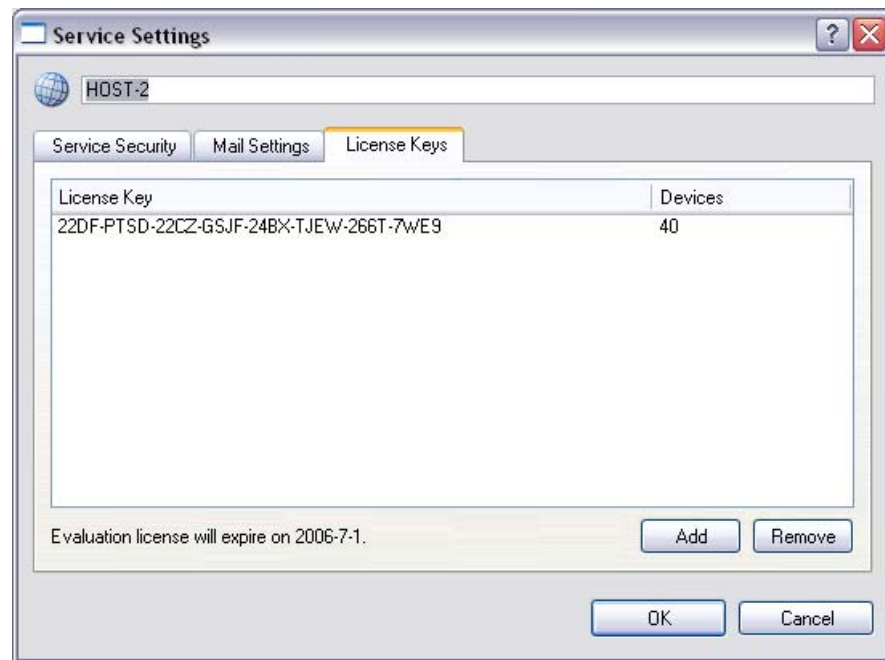 Service Settings
HOST-2
Service Security Mail Settings License Keys
License Key Devices
22DF-PTSD-22CZ-GSJF-24BX-TJEW-266T-7WE9 40
Evaluation license will expire on 2006-7-1. Add Remove
OK Cancel